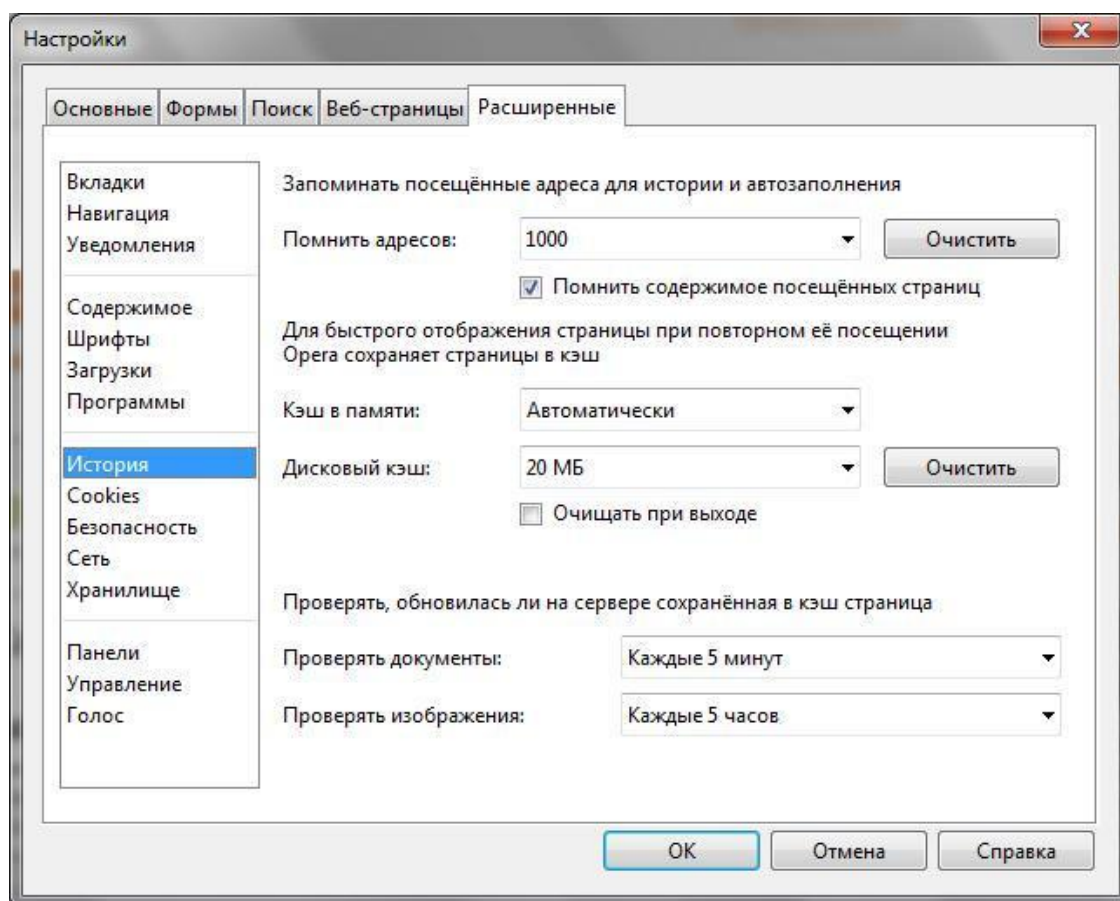 Настройки
Основные Формы Поиск Веб-страницы Расширенные
Вкладки
Навигация
Уведомления
Содержимое
Шрифты
Загрузки
Программы
История
Cookies
Безопасность
Сеть
Хранилище
Панели
Управление
Голос
Запоминать посещённые адреса для истории и автозаполнения
Помнить адресов: 1000 Очистить
Помнить содержимое посещённых страниц
Для быстрого отображения страницы при повторном её посещении
Opera сохраняет страницы в кэш
Кэш в памяти: Автоматически
Дисковый кэш: 20 МБ Очистить
Очищать при выходе
Проверять, обновилась ли на сервере сохранённая в кэш страница
Проверять документы: Каждые 5 минут
Проверять изображения: Каждые 5 часов
OK Отмена Справка